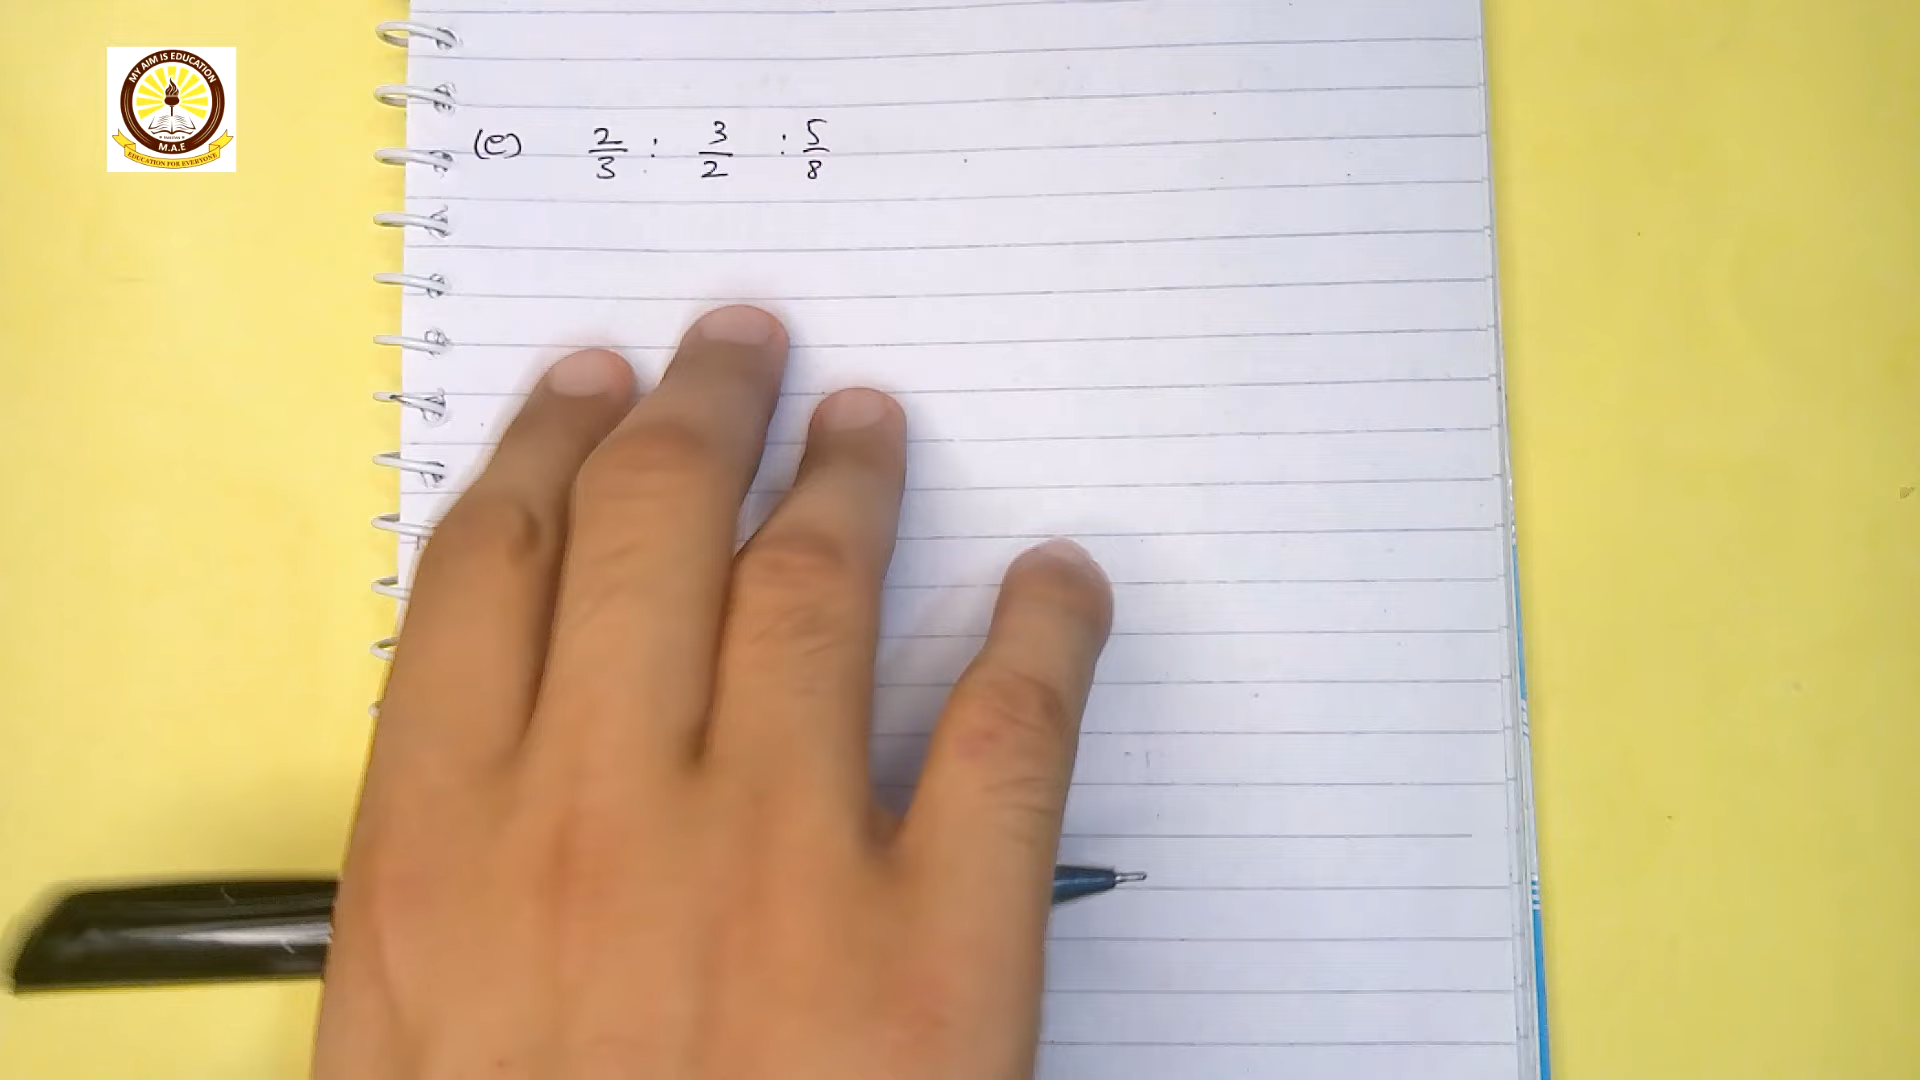 MY AIM IS EDUCATION
M.A.E
EDUCATION FOR EVERYONE
(e) 2/3 : 3/2 : 5/8